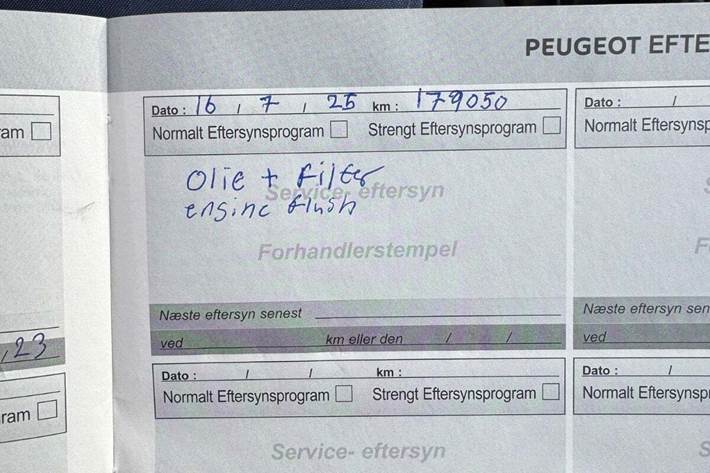 PEUGEOT EFTE
Dato : 16 / 7 / 25 km : 179050
Normalt Eftersynsprogram Strengt Eftersynsprogram
Olie + Filter
Service- eftersyn
engine flush
Forhandlerstempel
Næste eftersyn senest
ved km eller den / /
Dato : / / km :
Normalt Eftersynsprogram Strengt Eftersynsprogram
Service- eftersyn
ram
, 23
ram
Dato : /
Normalt Eftersynsp
F
Næste eftersyn sen
ved
Dato : /
Normalt Eftersynsp
S